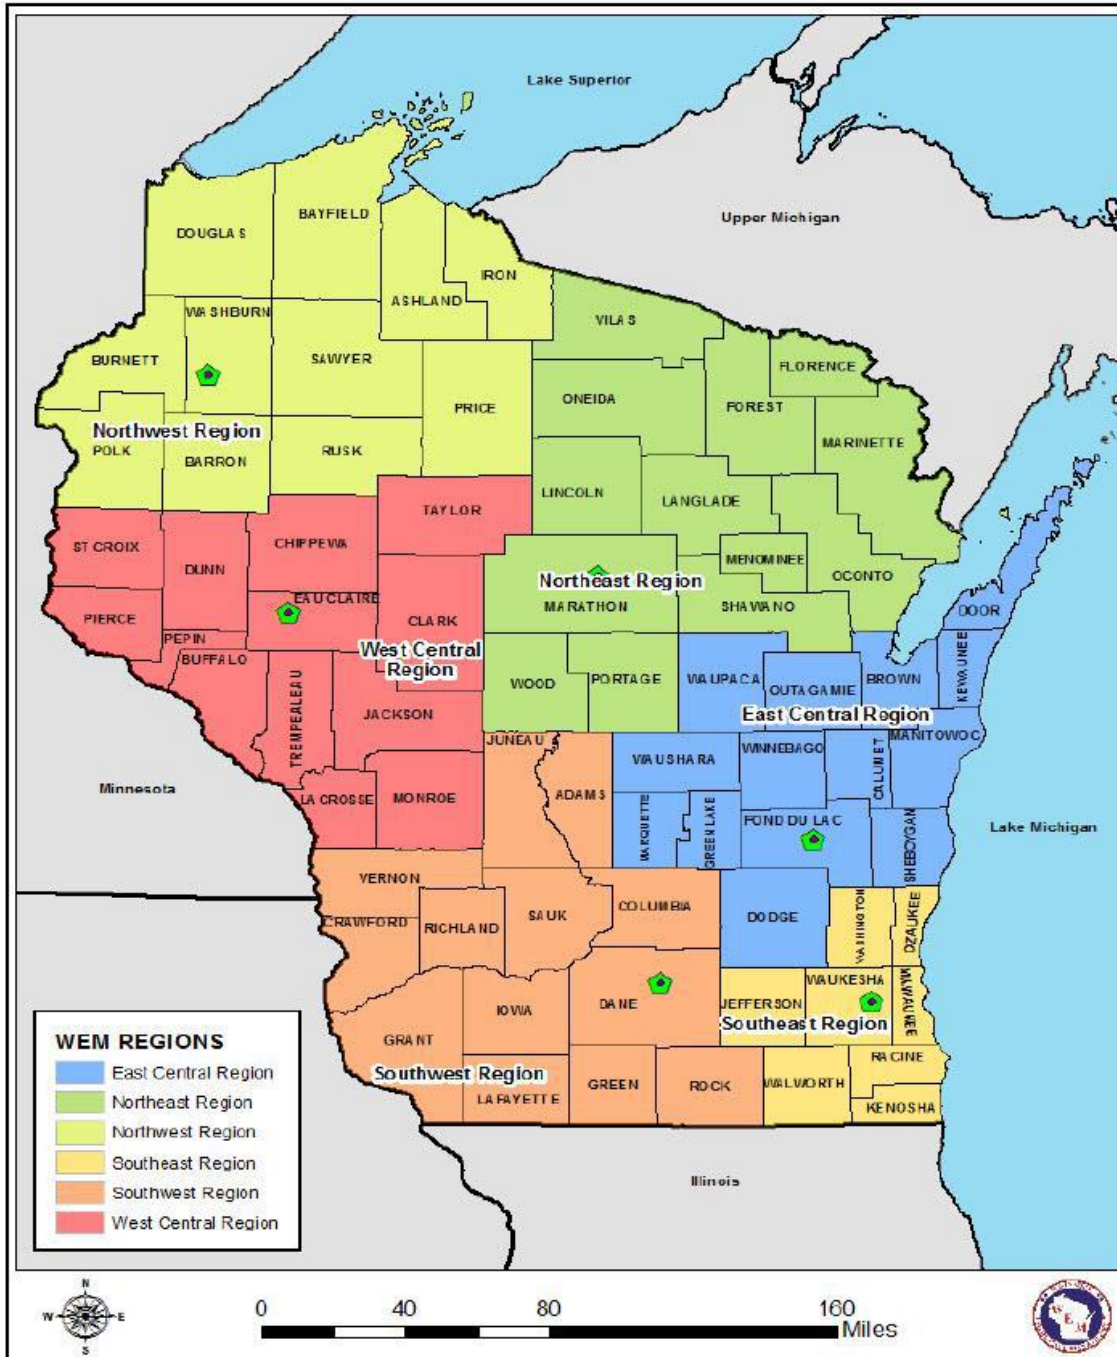 Lake Superior
Upper Michigan
BAYFIELD
DOUGLAS
IRON
ASHLAND
WASHBURN
VILAS
BURNETT
SAWYER
FLORENCE
ONEIDA
PRICE
FOREST
Northwest Region
MARINETTE
POLK
BARRON
RUSK
LINCOLN
LANGLADE
TAYLOR
ST CROIX
CHIPPEWA
DUNN
MENOMINEE
OCONTO
Northeast Region
EAU CLAIRE
MARATHON
SHAWANO
DOOR
PIERCE
CLARK
PEPIN
BUFFALO
West Central
Region
WOOD
PORTAGE
WAUPACA
OUTAGAMIE
BROWN
KEWAUNEE
JACKSON
TREMPEALEAU
East Central Region
JUNEAU
MANITOWOC
WAUSHARA
WINNEBAGO
CALUMET
Minnesota
LA CROSSE
MONROE
ADAMS
MARQUETTE
GREEN LAKE
FOND DU LAC
SHEBOYGAN
Lake Michigan
VERNON
CRAWFORD
RICHLAND
SAUK
COLUMBIA
DODGE
WASHINGTON
OZAUKEE
WAUKESHA
MILWAUKEE
DANE
JEFFERSON
IOWA
Southeast Region
GRANT
RACINE
Southwest Region
GREEN
ROCK
WALWORTH
LAFAYETTE
KENOSHA
Illinois
WEM REGIONS
East Central Region
Northeast Region
Northwest Region
Southeast Region
Southwest Region
West Central Region
N
W E
S
0 40 80 160
Miles
WEM